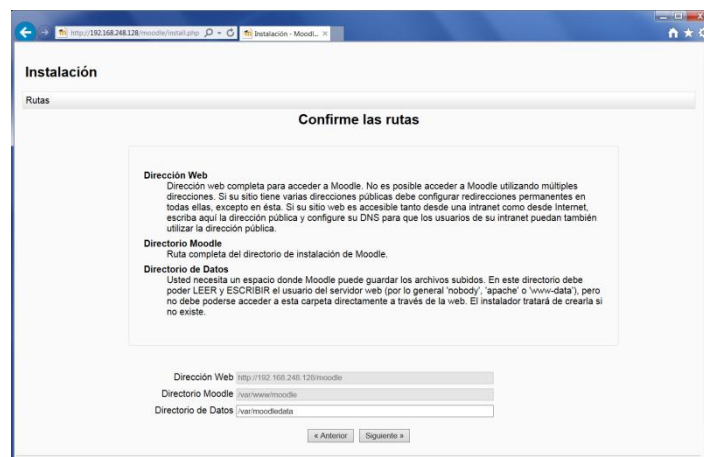 http://192.168.248.128/moodle/install.php
Instalación - Moodl...
Instalación
Rutas
Confirme las rutas
Dirección Web
Dirección web completa para acceder a Moodle. No es posible acceder a Moodle utilizando múltiples
direcciones. Si su sitio tiene varias direcciones públicas debe configurar redirecciones permanentes en
todas ellas, excepto en ésta. Si su sitio web es accesible tanto desde una intranet como desde Internet,
escriba aquí la dirección pública y configure su DNS para que los usuarios de su intranet puedan también
utilizar la dirección pública.
Directorio Moodle
Ruta completa del directorio de instalación de Moodle.
Directorio de Datos
Usted necesita un espacio donde Moodle puede guardar los archivos subidos. En este directorio debe
poder LEER y ESCRIBIR el usuario del servidor web (por lo general 'nobody', 'apache' o 'www-data'), pero
no debe poderse acceder a esta carpeta directamente a través de la web. El instalador tratará de crearla si
no existe.
Dirección Web http://192.168.248.128/moodle
Directorio Moodle /var/www/moodle
Directorio de Datos /var/moodledata
« Anterior Siguiente »